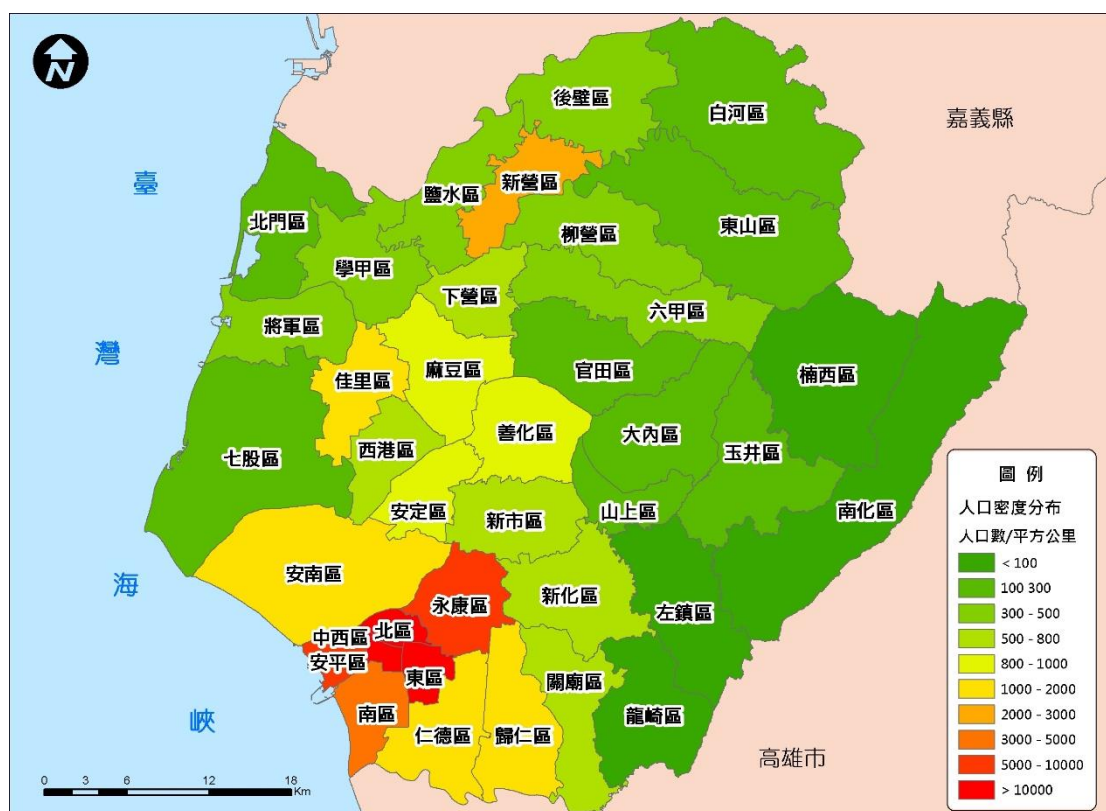 N
後壁區
白河區
嘉義縣
臺
灣
海
峽
新營區
鹽水區
北門區
柳營區
東山區
學甲區
下營區
六甲區
將軍區
麻豆區
官田區
楠西區
佳里區
善化區
大內區
玉井區
西港區
七股區
安定區
新市區
山上區
南化區
安南區
永康區
新化區
左鎮區
中西區
北區
安平區
東區
關廟區
南區
仁德區
歸仁區
龍崎區
高雄市
圖 例
人口密度分布
人口數/平方公里
< 100
100 300
300 - 500
500 - 800
800 - 1000
1000 - 2000
2000 - 3000
3000 - 5000
5000 - 10000
> 10000
0 3 6 12 18
Km